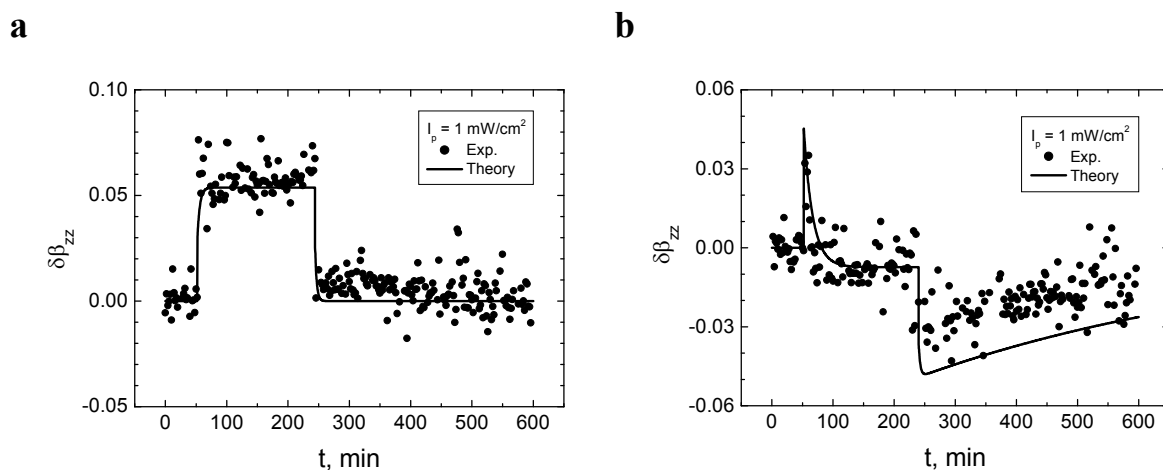 a
0.10
0.05
0.00
-0.05
δβzz
0 100 200 300 400 500 600
t, min
Ip = 1 mW/cm2
Exp.
Theory
b
0.06
0.03
0.00
-0.03
-0.06
δβzz
0 100 200 300 400 500 600
t, min
Ip = 1 mW/cm2
Exp.
Theory